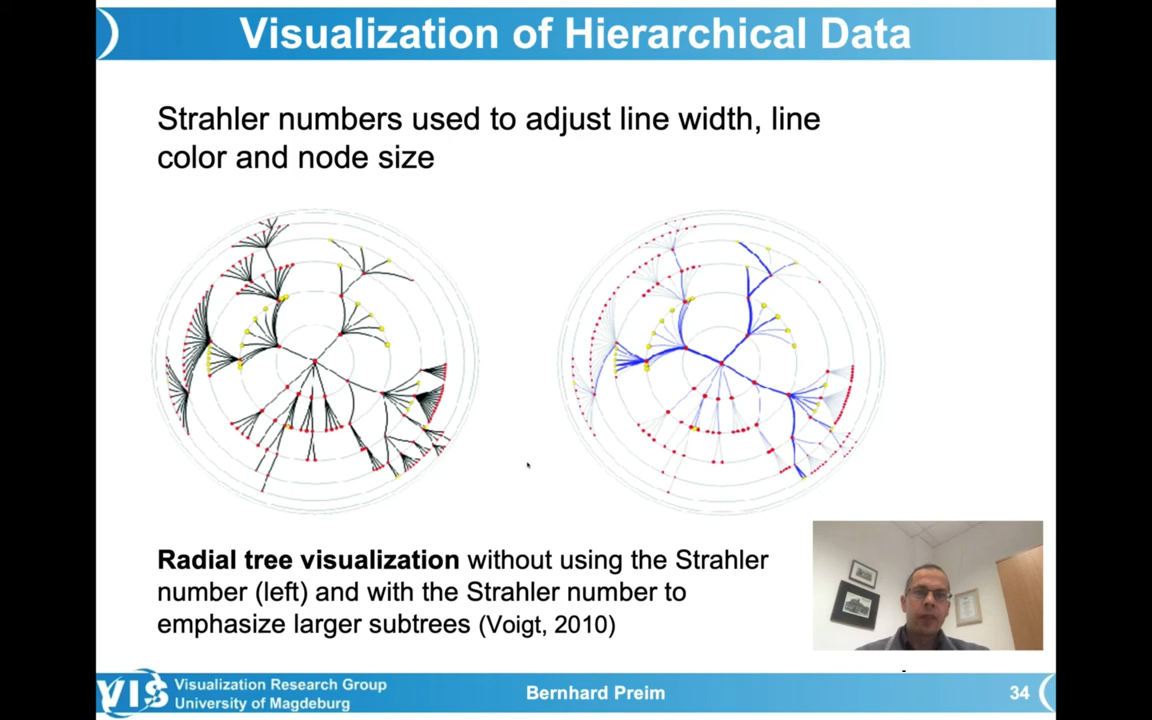 Visualization of Hierarchical Data
Strahler numbers used to adjust line width, line
color and node size
Radial tree visualization without using the Strahler
number (left) and with the Strahler number to
emphasize larger subtrees (Voigt, 2010)
VIS
Visualization Research Group
University of Magdeburg
Bernhard Preim
34